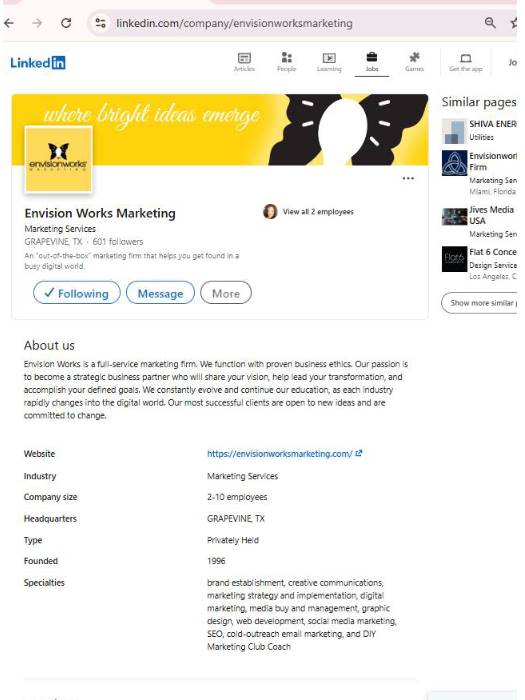 linkedin.com/company/envisionworksmarketing
Linked in
Articles
People
Learning
Jobs
Games
Get the app
Jo
where bright ideas emerge
envisionworks
MARKETING
Envision Works Marketing
Marketing Services
GRAPEVINE, TX · 601 followers
An "out-of-the-box" marketing firm that helps you get found in a
busy digital world.
View all 2 employees
Following
Message
More
Similar pages
SHIVA ENER
Utilities
Envisionworl
Firm
Marketing Ser
Miami, Florida
Jives Media
USA
Marketing Ser
Flat 6 Conce
Design Service
Los Angeles, C
Show more similar p
About us
Envision Works is a full-service marketing firm. We function with proven business ethics. Our passion is
to become a strategic business partner who will share your vision, help lead your transformation, and
accomplish your defined goals. We constantly evolve and continue our education, as each industry
rapidly changes into the digital world. Our most successful clients are open to new ideas and are
committed to change.
Website
https://envisionworksmarketing.com/
Industry
Marketing Services
Company size
2-10 employees
Headquarters
GRAPEVINE, TX
Type
Privately Held
Founded
1996
Specialties
brand establishment, creative communications,
marketing strategy and implementation, digital
marketing, media buy and management, graphic
design, web development, social media marketing,
SEO, cold-outreach email marketing, and DIY
Marketing Club Coach